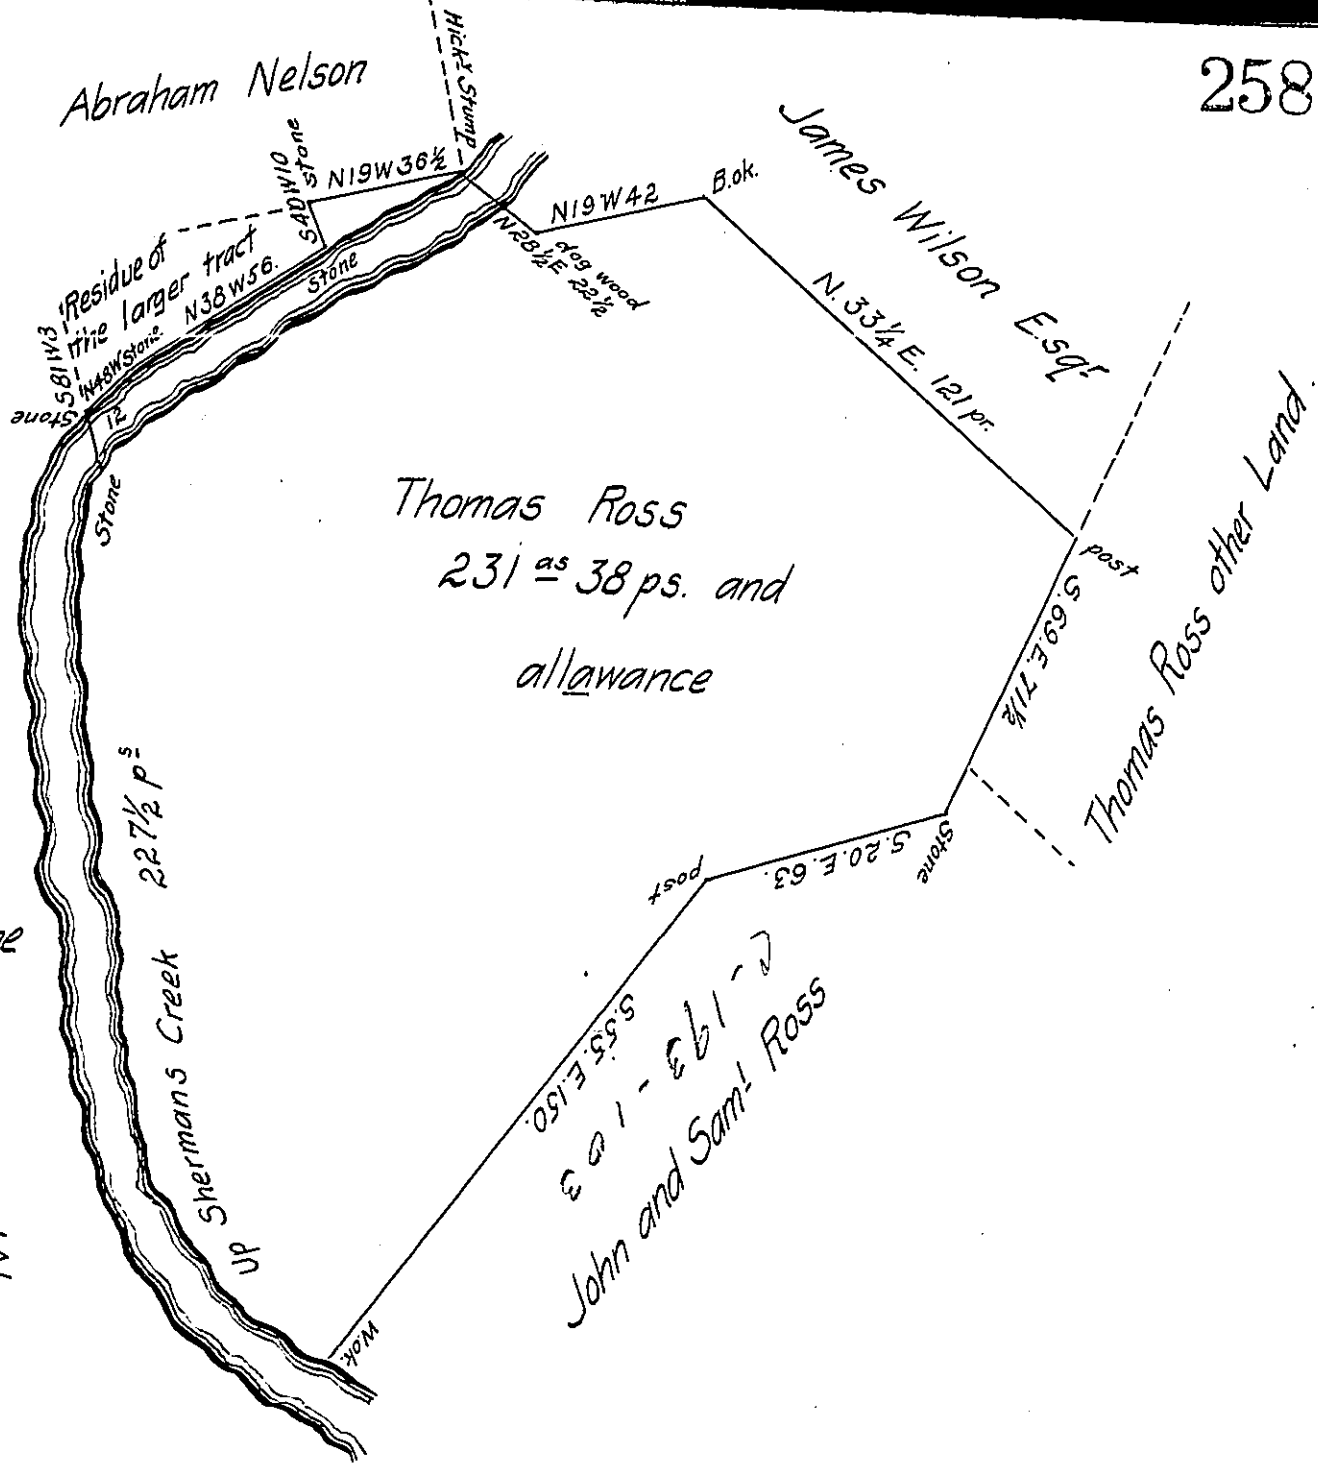 258
Abraham Nelson
Hick.y Stump
James Wilson Esqr
S40W10
stone
N19W36½
N19W42
B.ok.
N28½E 22½
dog wood
Residue of
the larger tract
N38W56.
Stone
S81W3
N48W Stone
12
Stone
Stone
N. 33¼ E. 121 pr.
post
S. 69. E. 71½
Thomas Ross other Land.
Thomas Ross
231 as 38 ps. and
allawance
Stone
S. 20. E. 63.
post
S. 55. E. 150.
C-193-103
John and Saml Ross
W.ok.
up Shermans Creek 227½ ps